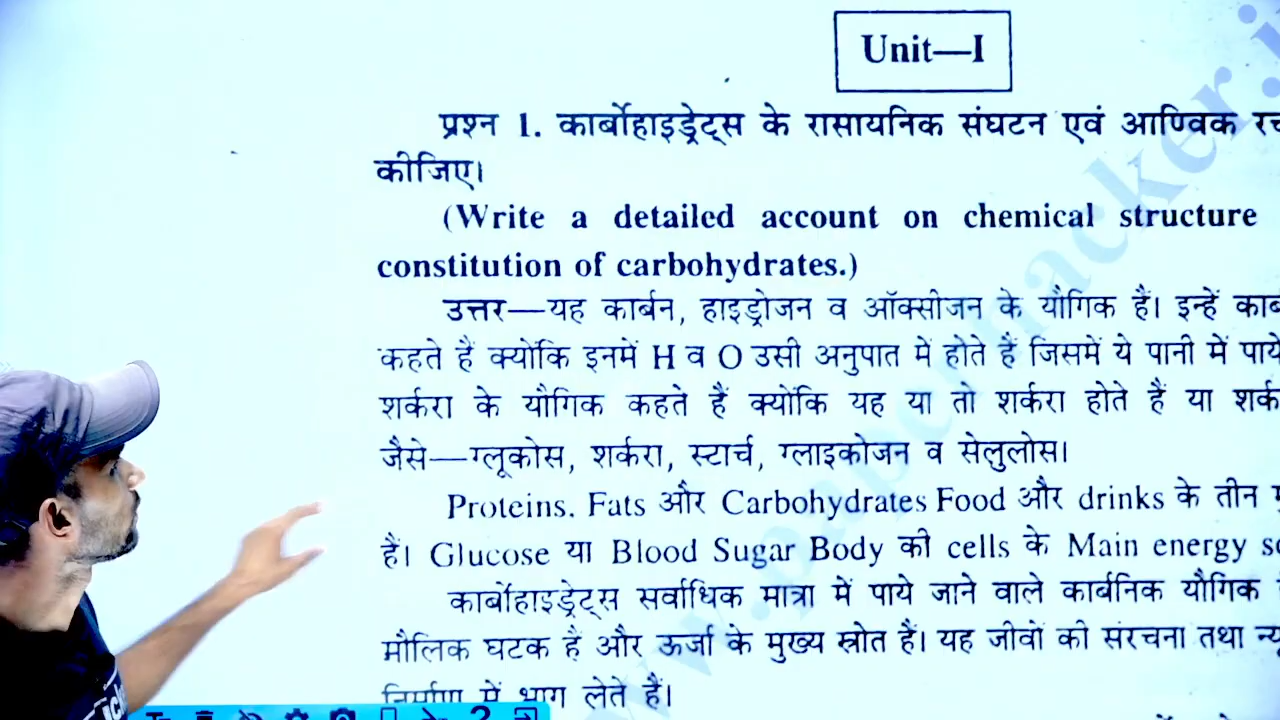 Unit—I
प्रश्न 1. कार्बोहाइड्रेट्स के रासायनिक संघटन एवं आण्विक
कीजिए।
(Write a detailed account on chemical structure
constitution of carbohydrates.)
उत्तर—यह कार्बन, हाइड्रोजन व ऑक्सीजन के यौगिक हैं। इन्हें
कहते हैं क्योंकि इनमें H व O उसी अनुपात में होते हैं जिसमें ये पानी में पाये
शर्करा के यौगिक कहते हैं क्योंकि यह या तो शर्करा होते हैं या
जैसे—ग्लूकोस, शर्करा, स्टार्च, ग्लाइकोजन व सेलुलोस।
Proteins. Fats और Carbohydrates Food और drinks के तीन
हैं। Glucose या Blood Sugar Body की cells के Main energy
कार्बोहाइड्रेट्स सर्वाधिक मात्रा में पाये जाने वाले कार्बनिक यौगिक
मौलिक घटक है और ऊर्जा के मुख्य स्रोत हैं। यह जीवों की संरचना तथा
निर्माण में भाग लेते हैं।